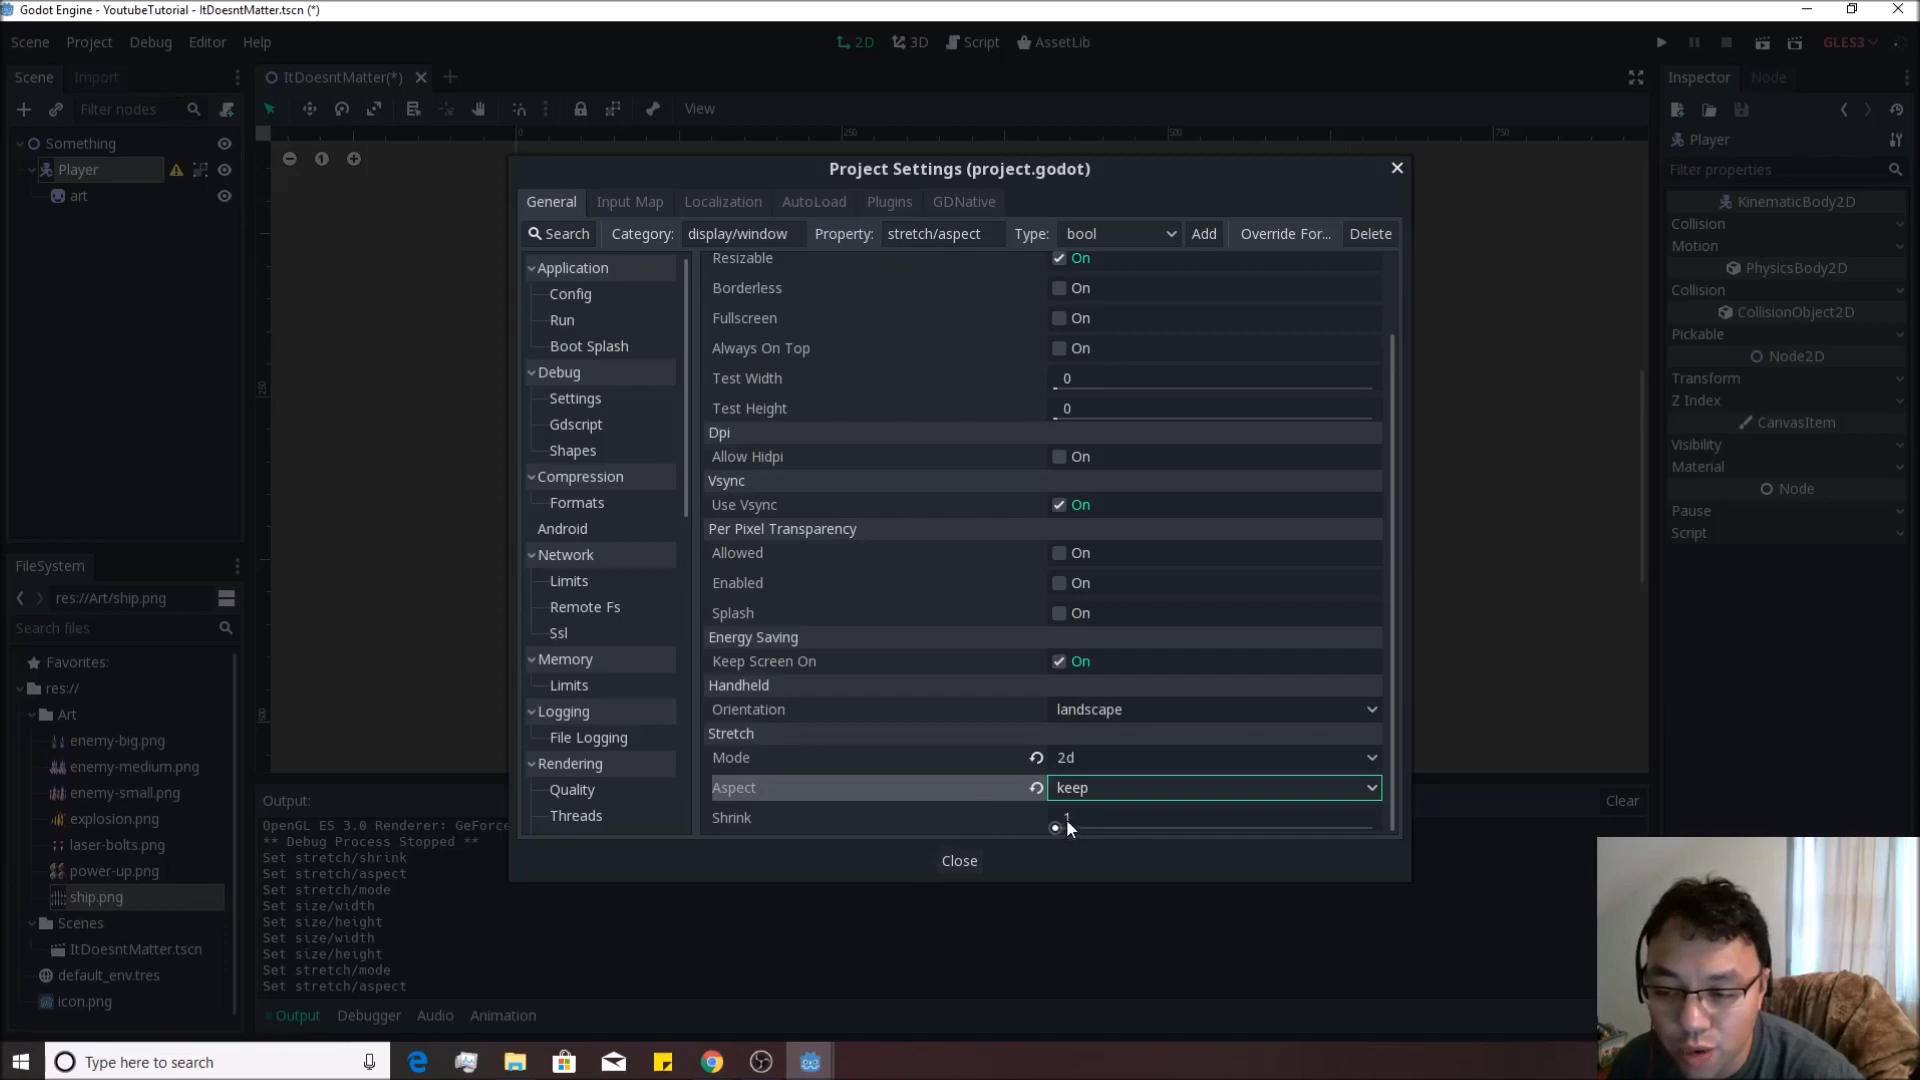 Godot Engine - YoutubeTutorial - ItDoesntMatter.tscn (*)
Scene Project Debug Editor Help
2D 3D Script AssetLib
GLES3
Scene Import
ItDoesntMatter(*)
Inspector Node
Filter nodes
View
0 250 500 750
Something
Player
art
1
250
500
Player
Filter properties
KinematicBody2D
Collision
Motion
PhysicsBody2D
Collision
CollisionObject2D
Pickable
Node2D
Transform
Z Index
CanvasItem
Visibility
Material
Node
Pause
Script
Project Settings (project.godot)
General Input Map Localization AutoLoad Plugins GDNative
Search Category: display/window Property: stretch/aspect Type: bool Add Override For... Delete
Application
Config
Run
Boot Splash
Debug
Settings
Gdscript
Shapes
Compression
Formats
Android
Network
Limits
Remote Fs
Ssl
Memory
Limits
Logging
File Logging
Rendering
Quality
Threads
Resizable On
Borderless On
Fullscreen On
Always On Top On
Test Width 0
Test Height 0
Dpi
Allow Hidpi On
Vsync
Use Vsync On
Per Pixel Transparency
Allowed On
Enabled On
Splash On
Energy Saving
Keep Screen On On
Handheld
Orientation landscape
Stretch
Mode 2d
Aspect keep
Shrink 1
Close
FileSystem
res://Art/ship.png
Search files
Favorites:
res://
Art
enemy-big.png
enemy-medium.png
enemy-small.png
explosion.png
laser-bolts.png
power-up.png
ship.png
Scenes
ItDoesntMatter.tscn
default_env.tres
icon.png
Output:
Clear
OpenGL ES 3.0 Renderer: GeForce
** Debug Process Stopped **
Set stretch/shrink
Set stretch/aspect
Set stretch/mode
Set size/width
Set size/height
Set size/width
Set size/height
Set stretch/mode
Set stretch/aspect
Output Debugger Audio Animation
Type here to search